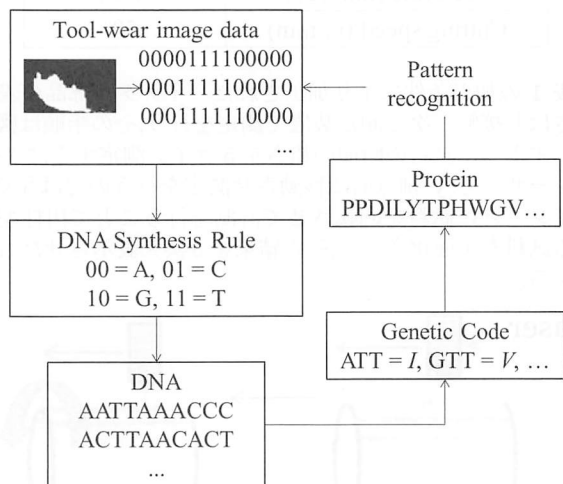 Tool-wear image data
0000111100000
0001111100010
0001111110000
...
DNA Synthesis Rule
00 = A, 01 = C
10 = G, 11 = T
DNA
AATTAAACCC
ACTTAACACT
...
Genetic Code
ATT = I, GTT = V, ...
Protein
PPDILYTPHWGV...
Pattern
recognition